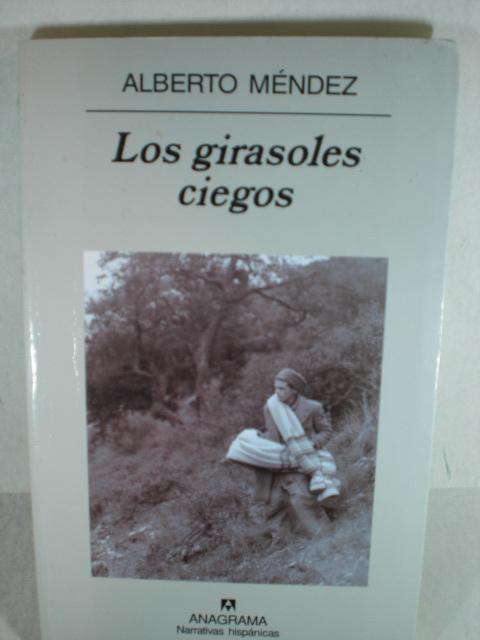 ALBERTO MÉNDEZ
Los girasoles
ciegos
ANAGRAMA
Narrativas hispánicas